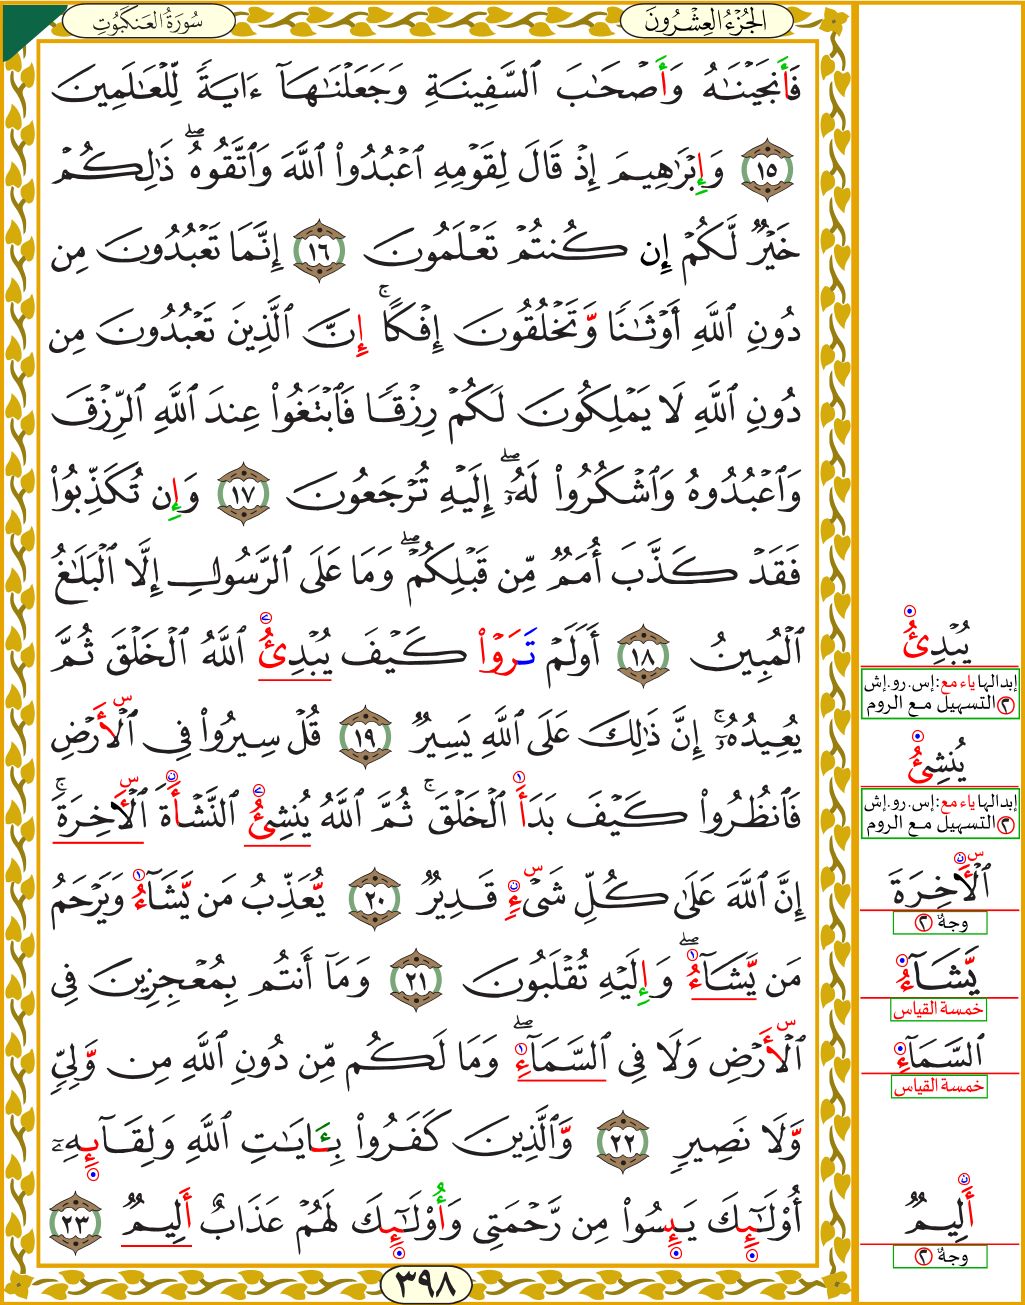 سُورَةُ العَنكَبُوتِ
الجُزْءُ العِشْرُونَ
فَأَنجَيْنَٰهُ وَأَصْحَٰبَ ٱلسَّفِينَةِ وَجَعَلْنَٰهَآ ءَايَةً لِّلْعَٰلَمِينَ
١٥ وَإِبْرَٰهِيمَ إِذْ قَالَ لِقَوْمِهِ ٱعْبُدُوا۟ ٱللَّهَ وَٱتَّقُوهُ ۖ ذَٰلِكُمْ
خَيْرٌ لَّكُمْ إِن كُنتُمْ تَعْلَمُونَ ١٦ إِنَّمَا تَعْبُدُونَ مِن
دُونِ ٱللَّهِ أَوْثَٰنًا وَتَخْلُقُونَ إِفْكًا ۚ إِنَّ ٱلَّذِينَ تَعْبُدُونَ مِن
دُونِ ٱللَّهِ لَا يَمْلِكُونَ لَكُمْ رِزْقًا فَٱبْتَغُوا۟ عِندَ ٱللَّهِ ٱلرِّزْقَ
وَٱعْبُدُوهُ وَٱشْكُرُوا۟ لَهُۥٓ ۖ إِلَيْهِ تُرْجَعُونَ ١٧ وَإِن تُكَذِّبُوا۟
فَقَدْ كَذَّبَ أُمَمٌ مِّن قَبْلِكُمْ ۖ وَمَا عَلَى ٱلرَّسُولِ إِلَّا ٱلْبَلَٰغُ
ٱلْمُبِينُ ١٨ أَوَلَمْ تَرَوْا۟ كَيْفَ يُبْدِئُ ٱللَّهُ ٱلْخَلْقَ ثُمَّ
يُعِيدُهُۥٓ ۚ إِنَّ ذَٰلِكَ عَلَى ٱللَّهِ يَسِيرٌ ١٩ قُلْ سِيرُوا۟ فِى ٱلْأَرْضِ
فَٱنظُرُوا۟ كَيْفَ بَدَأَ ٱلْخَلْقَ ۚ ثُمَّ ٱللَّهُ يُنشِئُ ٱلنَّشْأَةَ ٱلْأَخِرَةَ ۚ
إِنَّ ٱللَّهَ عَلَىٰ كُلِّ شَىْءٍ قَدِيرٌ ٢٠ يُعَذِّبُ مَن يَّشَآءُ وَيَرْحَمُ
مَن يَّشَآءُ ۖ وَإِلَيْهِ تُقْلَبُونَ ٢١ وَمَآ أَنتُم بِمُعْجِزِينَ فِى
ٱلْأَرْضِ وَلَا فِى ٱلسَّمَآءِ ۖ وَمَا لَكُم مِّن دُونِ ٱللَّهِ مِن وَّلِىٍّ
وَّلَا نَصِيرٍ ٢٢ وَٱلَّذِينَ كَفَرُوا۟ بِـَٔايَٰتِ ٱللَّهِ وَلِقَآئِهِۦٓ
أُو۟لَٰٓئِكَ يَئِسُوا۟ مِن رَّحْمَتِى وَأُو۟لَٰٓئِكَ لَهُمْ عَذَابٌ أَلِيمٌ ٢٣
٣٩٨
يُبْدِئُ
إبدالها ياء مع : إس. رو. إش
٢ التسهيل مع الروم
يُنشِئُ
إبدالها ياء مع : إس. رو. إش
٢ التسهيل مع الروم
ٱلْأَخِرَةَ
وجهٌ ٢
يَّشَآءُ
خمسة القياس
ٱلسَّمَآءِ
خمسة القياس
أَلِيمٌ
وجهٌ ٢